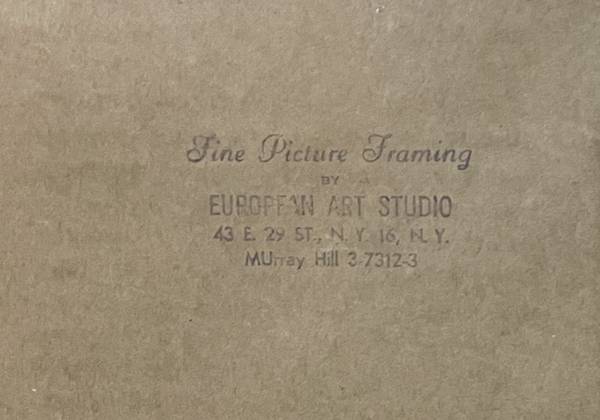 Fine Picture Framing
BY
EUROPEAN ART STUDIO
43 E. 29 ST., N. Y. 16, N. Y.
MUrray Hill 3-7312-3